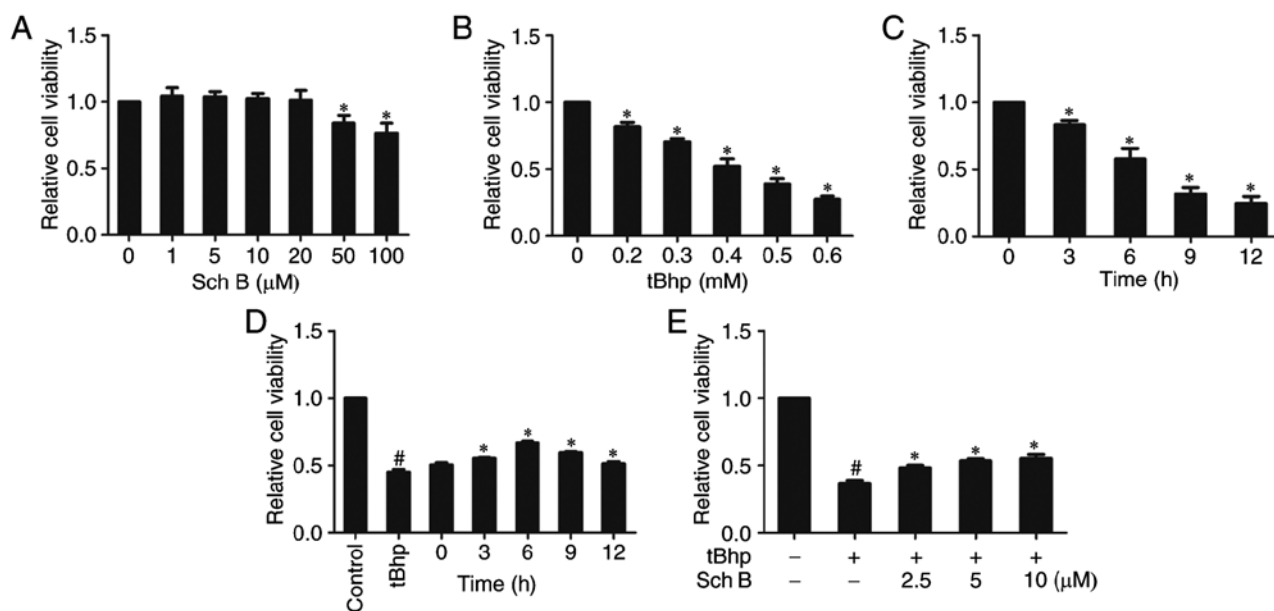 A
Relative cell viability
1.5
1.0
0.5
0.0
* *
0 1 5 10 20 50 100
Sch B (μM)
B
Relative cell viability
1.5
1.0
0.5
0.0
* * * * *
0 0.2 0.3 0.4 0.5 0.6
tBhp (mM)
C
Relative cell viability
1.5
1.0
0.5
0.0
* * * *
0 3 6 9 12
Time (h)
D
Relative cell viability
1.5
1.0
0.5
0.0
# * * * *
Control tBhp 0 3 6 9 12
Time (h)
E
Relative cell viability
1.5
1.0
0.5
0.0
# * * *
tBhp − + + + +
Sch B − − 2.5 5 10 (μM)